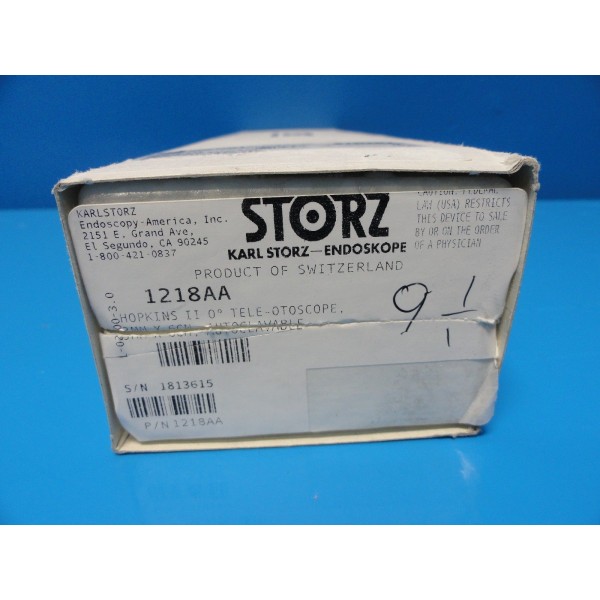 KARLSTORZ
Endoscopy-America, Inc.
2151 E. Grand Ave,
El Segundo, CA 90245
1-800-421-0837
STORZ
KARL STORZ—ENDOSKOPE
CAUTION: FEDERAL
LAW (USA) RESTRICTS
THIS DEVICE TO SALE
BY OR ON THE ORDER
OF A PHYSICIAN
PRODUCT OF SWITZERLAND
1218AA
HOPKINS II 0° TELE-OTOSCOPE,
X 6CM, AUTOCLAVABLE
9 1/1
S/N 1813615
P/N 1218AA